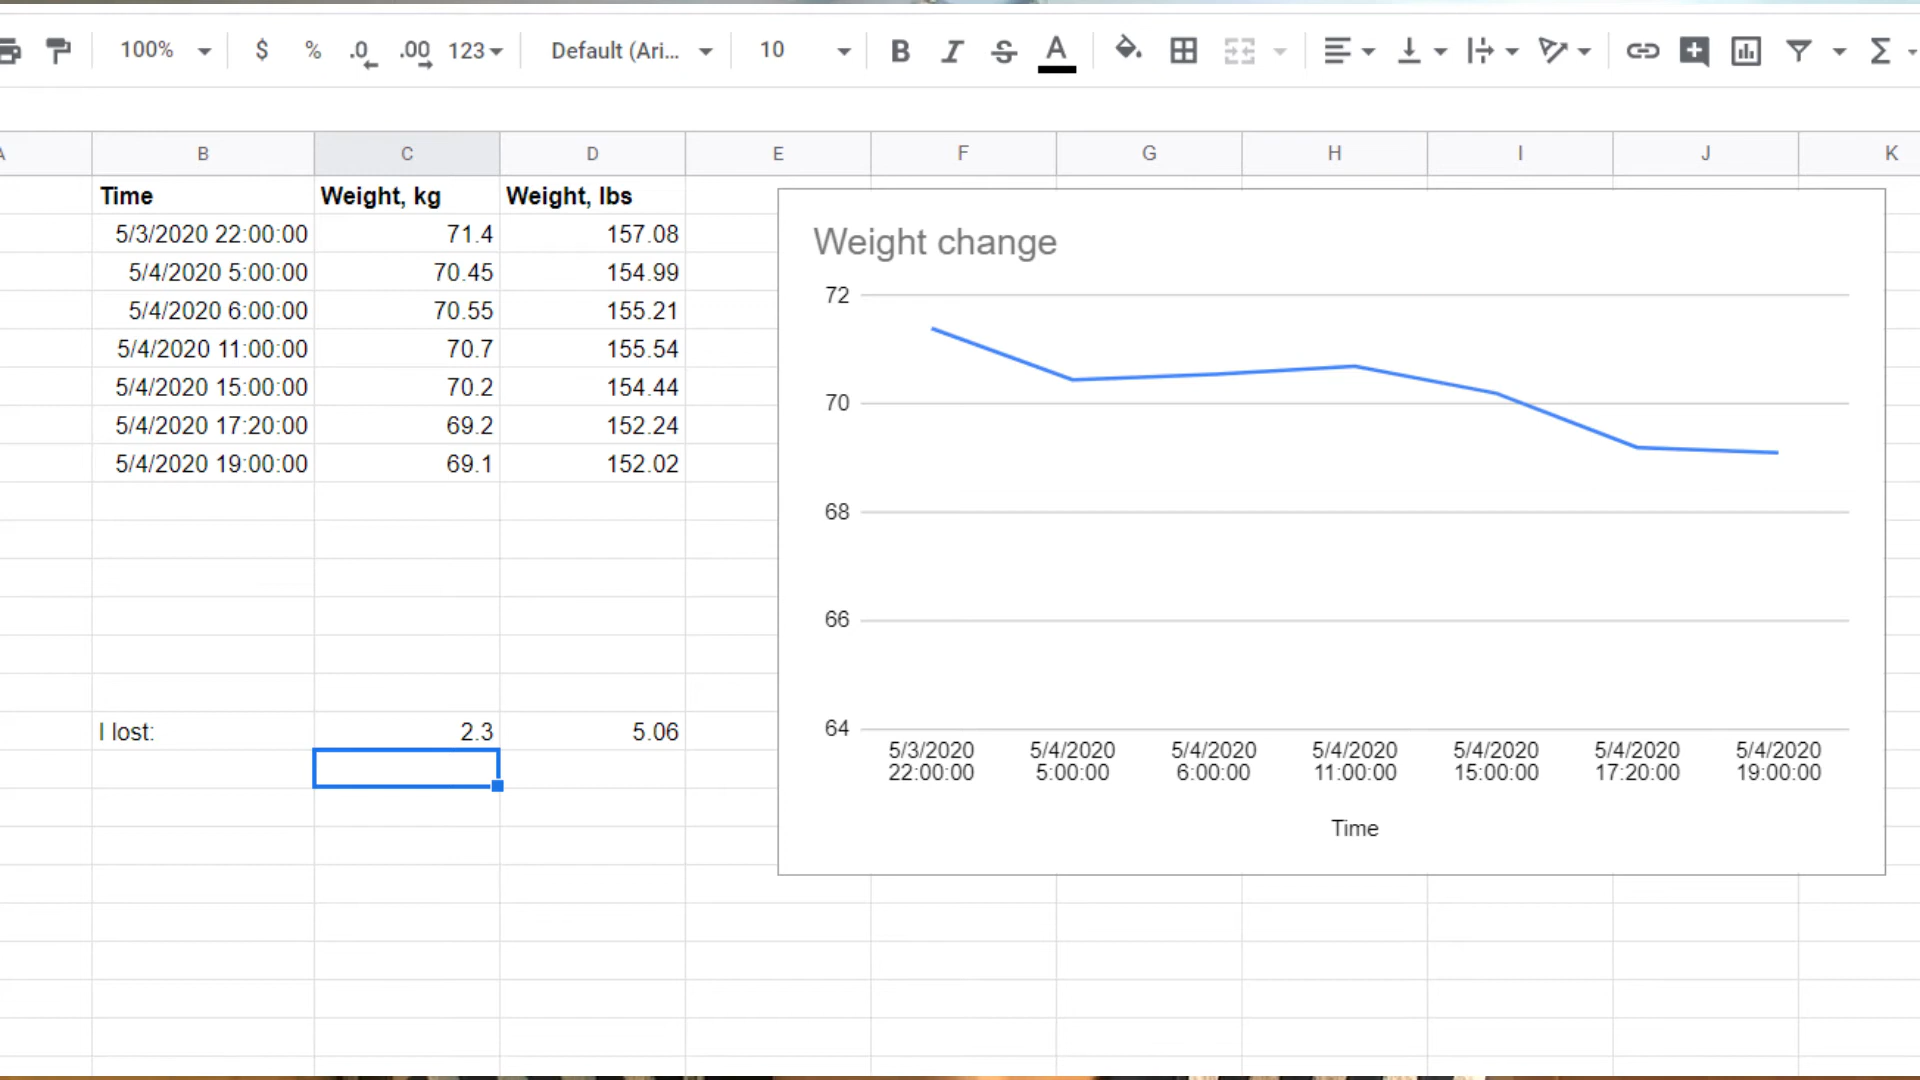 100% $ % .0 .00 123 Default (Ari... 10 B I S A
A B C D E F G H I J K
Time Weight, kg Weight, lbs
5/3/2020 22:00:00 71.4 157.08
5/4/2020 5:00:00 70.45 154.99
5/4/2020 6:00:00 70.55 155.21
5/4/2020 11:00:00 70.7 155.54
5/4/2020 15:00:00 70.2 154.44
5/4/2020 17:20:00 69.2 152.24
5/4/2020 19:00:00 69.1 152.02
I lost: 2.3 5.06
Weight change
72
70
68
66
64
5/3/2020 5/4/2020 5/4/2020 5/4/2020 5/4/2020 5/4/2020 5/4/2020
22:00:00 5:00:00 6:00:00 11:00:00 15:00:00 17:20:00 19:00:00
Time